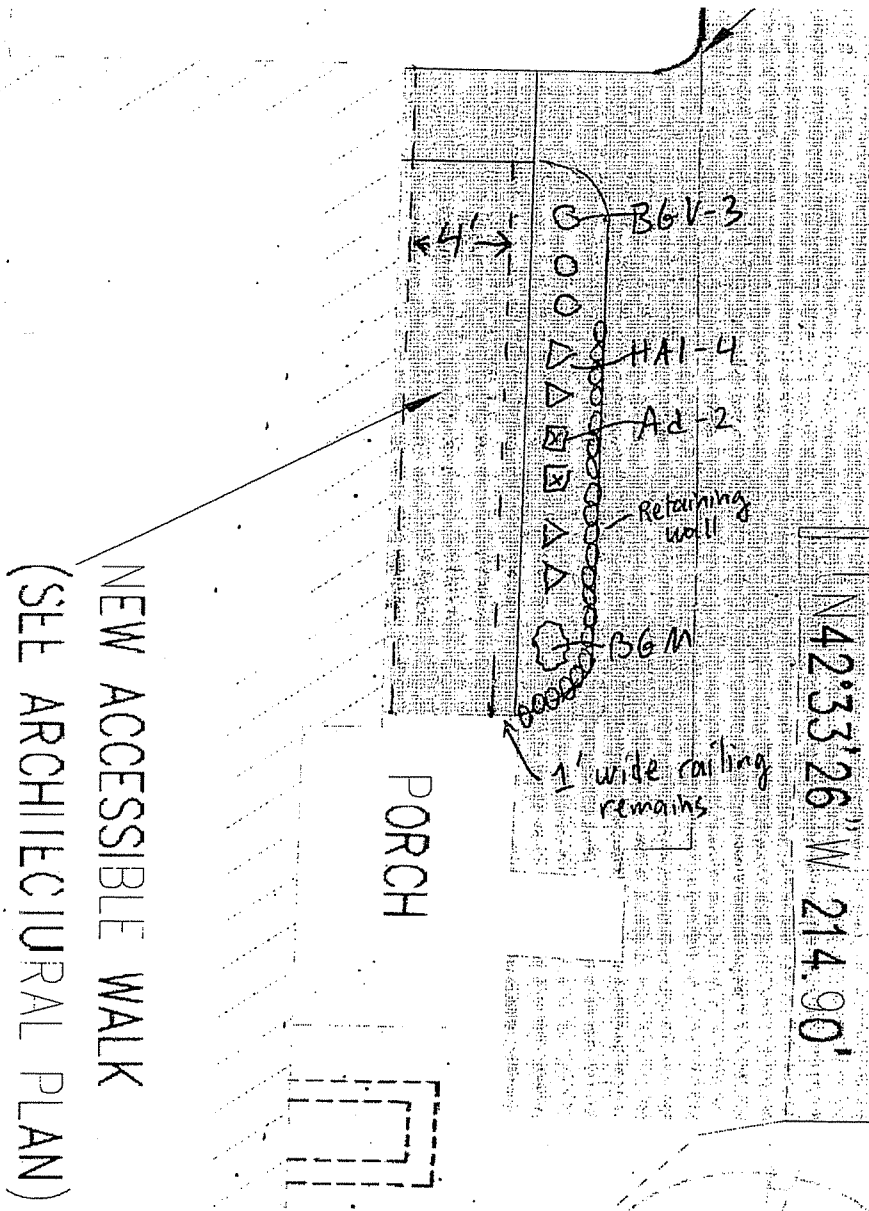 BGV-3
4'
HA1-4
Ad-2
Retaining
wall
BGM
1' wide railing
remains
N42°33'26"W 214.90'
PORCH
NEW ACCESSIBLE WALK
(SEE ARCHITECTURAL PLAN)